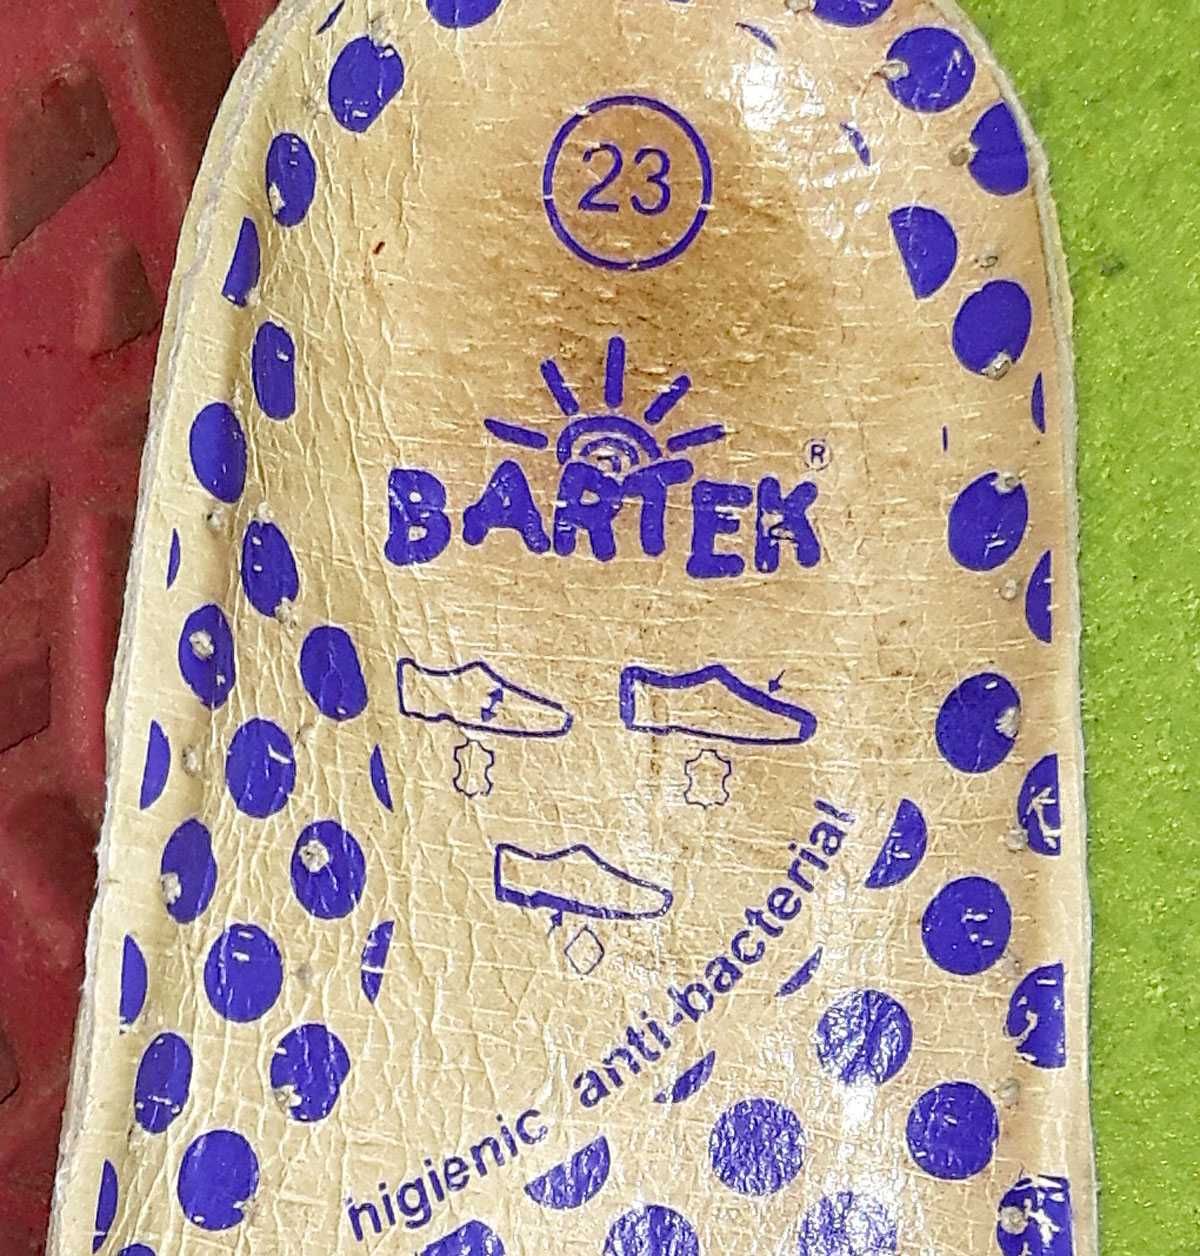 23
BARTEK ®
higienic anti-bacterial